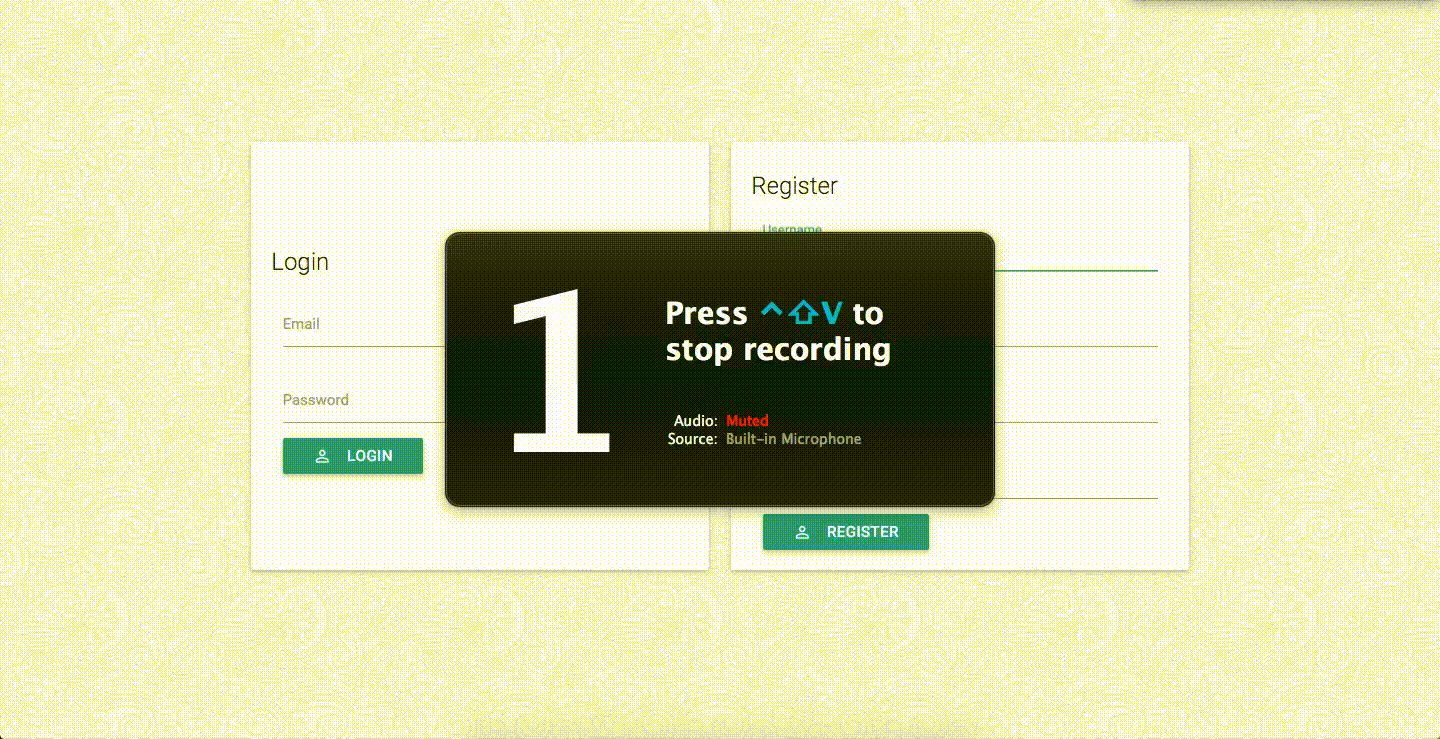 Register
Username
Login
Email
Password
LOGIN
1
Press ^⇧V to
stop recording
Audio: Muted
Source: Built-in Microphone
REGISTER